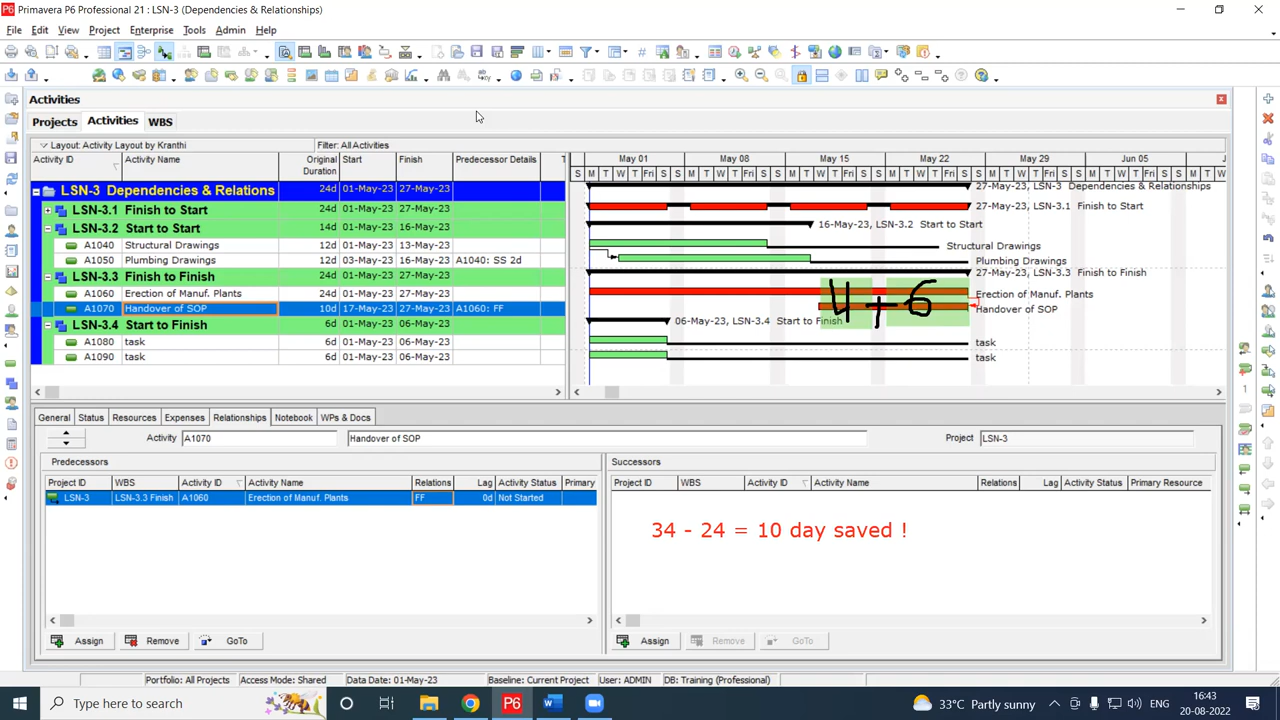 Primavera P6 Professional 21 : LSN-3 (Dependencies & Relationships)
File Edit View Project Enterprise Tools Admin Help
Activities
Projects Activities WBS
Layout: Activity Layout by Kranthi Filter: All Activities
Activity ID Activity Name Original Duration Start Finish Predecessor Details T
May 01 May 08 May 15 May 22 May 29 Jun 05
S S M T W T Fri S S M T W T Fri S S M T W T Fri S S M T W T Fri S S M T W T Fri S S M T W T Fri S
LSN-3 Dependencies & Relations 24d 01-May-23 27-May-23
27-May-23, LSN-3 Dependencies & Relationships
LSN-3.1 Finish to Start 24d 01-May-23 27-May-23
27-May-23, LSN-3.1 Finish to Start
LSN-3.2 Start to Start 14d 01-May-23 16-May-23
16-May-23, LSN-3.2 Start to Start
A1040 Structural Drawings 12d 01-May-23 13-May-23
Structural Drawings
A1050 Plumbing Drawings 12d 03-May-23 16-May-23 A1040: SS 2d
Plumbing Drawings
LSN-3.3 Finish to Finish 24d 01-May-23 27-May-23
27-May-23, LSN-3.3 Finish to Finish
A1060 Erection of Manuf. Plants 24d 01-May-23 27-May-23
Erection of Manuf. Plants
A1070 Handover of SOP 10d 17-May-23 27-May-23 A1060: FF
Handover of SOP
4 + 6
LSN-3.4 Start to Finish 6d 01-May-23 06-May-23
06-May-23, LSN-3.4 Start to Finish
A1080 task 6d 01-May-23 06-May-23
task
A1090 task 6d 01-May-23 06-May-23
task
General Status Resources Expenses Relationships Notebook WPs & Docs
Activity A1070 Handover of SOP Project LSN-3
Predecessors
Project ID WBS Activity ID Activity Name Relations Lag Activity Status Primary
LSN-3 LSN-3.3 Finish A1060 Erection of Manuf. Plants FF 0d Not Started
Assign Remove GoTo
Successors
Project ID WBS Activity ID Activity Name Relations Lag Activity Status Primary Resource
34 - 24 = 10 day saved !
Assign Remove GoTo
Portfolio: All Projects Access Mode: Shared Data Date: 01-May-23 Baseline: Current Project User: ADMIN DB: Training (Professional)
Type here to search
33°C Partly sunny
ENG
16:43
20-08-2022